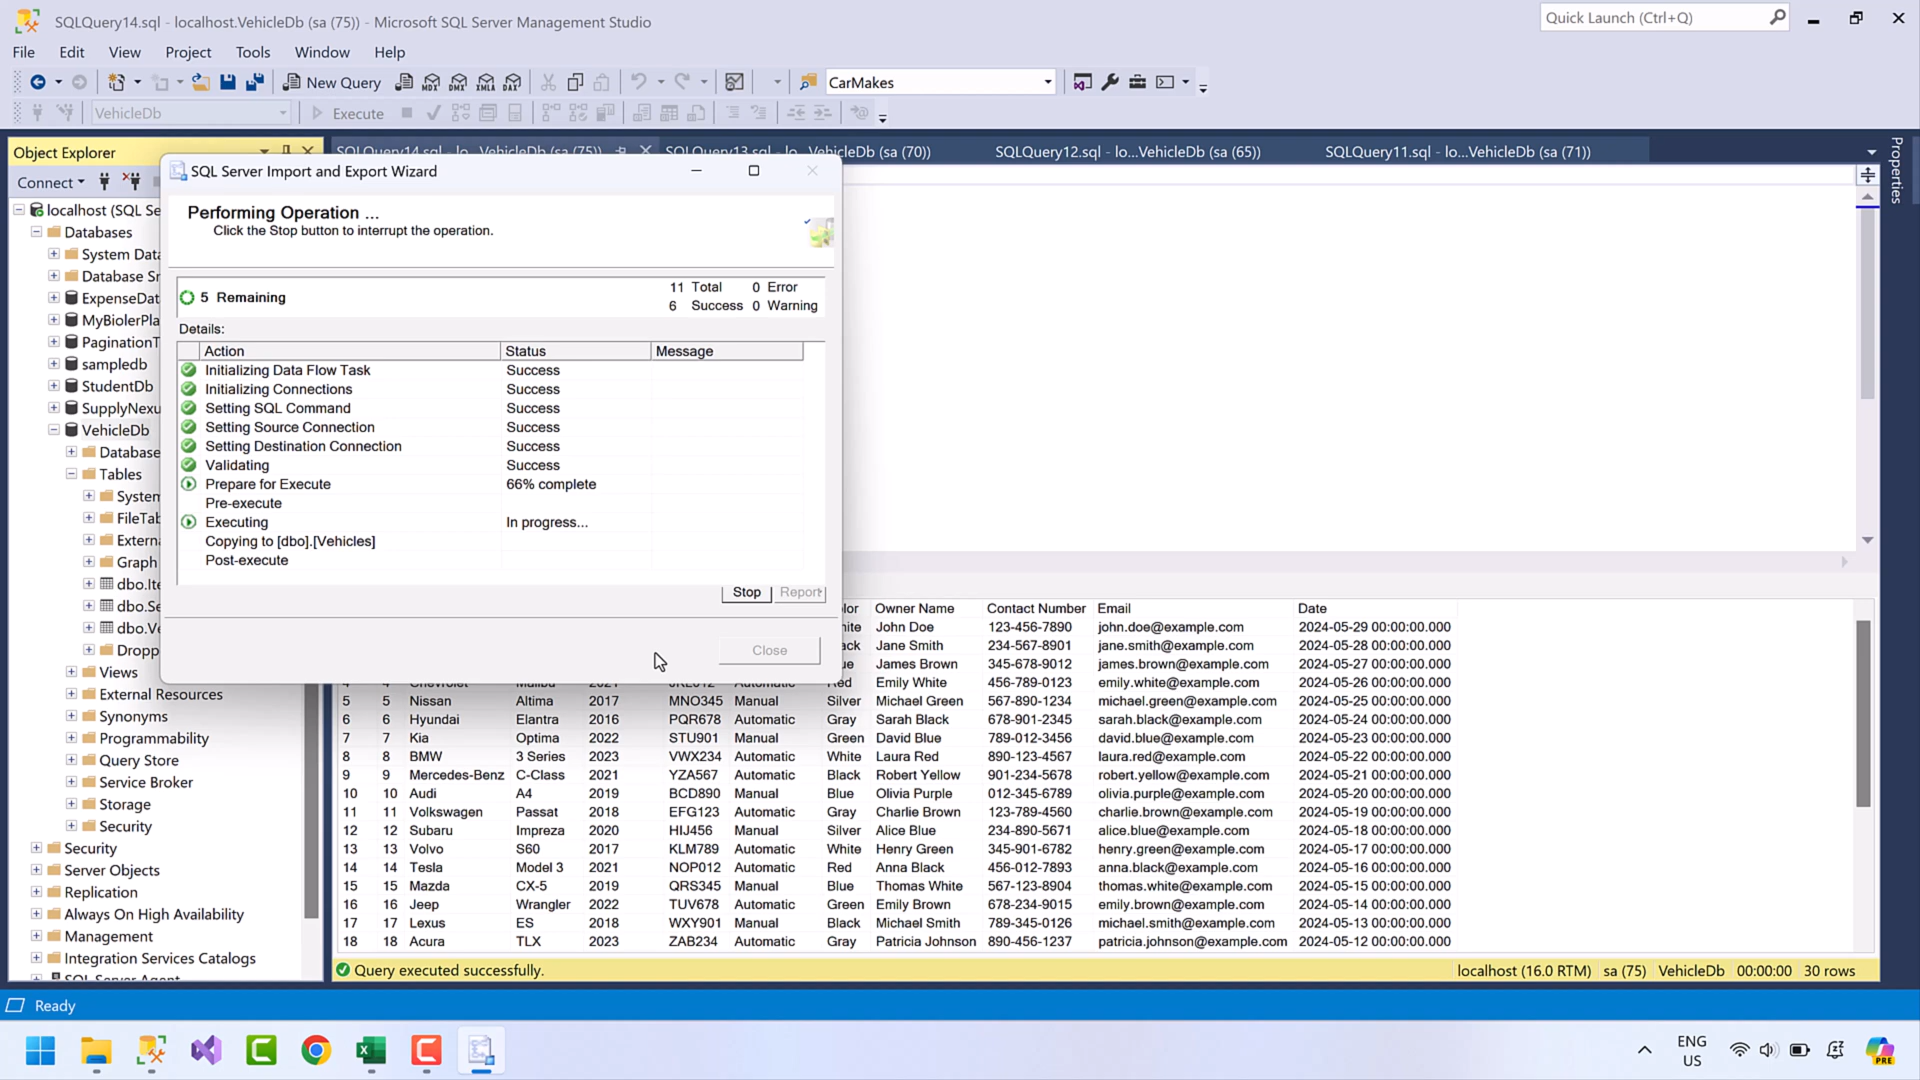 SQLQuery14.sql - localhost.VehicleDb (sa (75)) - Microsoft SQL Server Management Studio
Quick Launch (Ctrl+Q)
File Edit View Project Tools Window Help
New Query MDX DMX XMLA DAX CarMakes
VehicleDb Execute
Object Explorer
SQLQuery14.sql - lo...VehicleDb (sa (75)) SQLQuery13.sql - lo...VehicleDb (sa (70)) SQLQuery12.sql - lo...VehicleDb (sa (65)) SQLQuery11.sql - lo...VehicleDb (sa (71))
Properties
Connect
localhost (SQL Se
Databases
System Data
Database Sn
ExpenseDat
MyBiolerPla
PaginationT
sampledb
StudentDb
SupplyNexu
VehicleDb
Database
Tables
System
FileTab
Externa
Graph
dbo.Ite
dbo.Se
dbo.Ve
Dropp
Views
External Resources
Synonyms
Programmability
Query Store
Service Broker
Storage
Security
Security
Server Objects
Replication
Always On High Availability
Management
Integration Services Catalogs
SQL Server Agent
SQL Server Import and Export Wizard
Performing Operation ...
Click the Stop button to interrupt the operation.
5 Remaining
11 Total 0 Error
6 Success 0 Warning
Details:
Action Status Message
Initializing Data Flow Task Success
Initializing Connections Success
Setting SQL Command Success
Setting Source Connection Success
Setting Destination Connection Success
Validating Success
Prepare for Execute 66% complete
Pre-execute
Executing In progress...
Copying to [dbo].[Vehicles]
Post-execute
Stop Report
Close
lor Owner Name Contact Number Email Date
ite John Doe 123-456-7890 john.doe@example.com 2024-05-29 00:00:00.000
ack Jane Smith 234-567-8901 jane.smith@example.com 2024-05-28 00:00:00.000
ue James Brown 345-678-9012 james.brown@example.com 2024-05-27 00:00:00.000
4 4 Chevrolet Malibu 2021 JKL012 Automatic Red Emily White 456-789-0123 emily.white@example.com 2024-05-26 00:00:00.000
5 5 Nissan Altima 2017 MNO345 Manual Silver Michael Green 567-890-1234 michael.green@example.com 2024-05-25 00:00:00.000
6 6 Hyundai Elantra 2016 PQR678 Automatic Gray Sarah Black 678-901-2345 sarah.black@example.com 2024-05-24 00:00:00.000
7 7 Kia Optima 2022 STU901 Manual Green David Blue 789-012-3456 david.blue@example.com 2024-05-23 00:00:00.000
8 8 BMW 3 Series 2023 VWX234 Automatic White Laura Red 890-123-4567 laura.red@example.com 2024-05-22 00:00:00.000
9 9 Mercedes-Benz C-Class 2021 YZA567 Automatic Black Robert Yellow 901-234-5678 robert.yellow@example.com 2024-05-21 00:00:00.000
10 10 Audi A4 2019 BCD890 Manual Blue Olivia Purple 012-345-6789 olivia.purple@example.com 2024-05-20 00:00:00.000
11 11 Volkswagen Passat 2018 EFG123 Automatic Gray Charlie Brown 123-789-4560 charlie.brown@example.com 2024-05-19 00:00:00.000
12 12 Subaru Impreza 2020 HIJ456 Manual Silver Alice Blue 234-890-5671 alice.blue@example.com 2024-05-18 00:00:00.000
13 13 Volvo S60 2017 KLM789 Automatic White Henry Green 345-901-6782 henry.green@example.com 2024-05-17 00:00:00.000
14 14 Tesla Model 3 2021 NOP012 Automatic Red Anna Black 456-012-7893 anna.black@example.com 2024-05-16 00:00:00.000
15 15 Mazda CX-5 2019 QRS345 Manual Blue Thomas White 567-123-8904 thomas.white@example.com 2024-05-15 00:00:00.000
16 16 Jeep Wrangler 2022 TUV678 Automatic Green Emily Brown 678-234-9015 emily.brown@example.com 2024-05-14 00:00:00.000
17 17 Lexus ES 2018 WXY901 Manual Black Michael Smith 789-345-0126 michael.smith@example.com 2024-05-13 00:00:00.000
18 18 Acura TLX 2023 ZAB234 Automatic Gray Patricia Johnson 890-456-1237 patricia.johnson@example.com 2024-05-12 00:00:00.000
Query executed successfully. localhost (16.0 RTM) sa (75) VehicleDb 00:00:00 30 rows
Ready
ENG
US
PRE